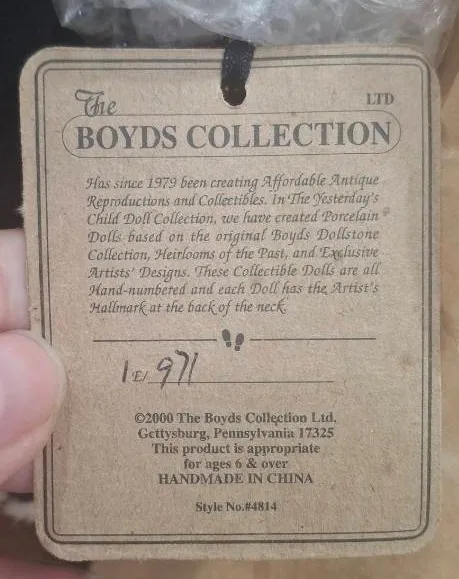 The LTD
BOYDS COLLECTION
Has since 1979 been creating Affordable Antique
Reproductions and Collectibles. In The Yesterday's
Child Doll Collection, we have created Porcelain
Dolls based on the original Boyds Dollstone
Collection, Heirlooms of the Past, and Exclusive
Artists' Designs. These Collectible Dolls are all
Hand-numbered and each Doll has the Artist's
Hallmark at the back of the neck.
1E/971
©2000 The Boyds Collection Ltd.
Gettysburg, Pennsylvania 17325
This product is appropriate
for ages 6 & over
HANDMADE IN CHINA
Style No.#4814